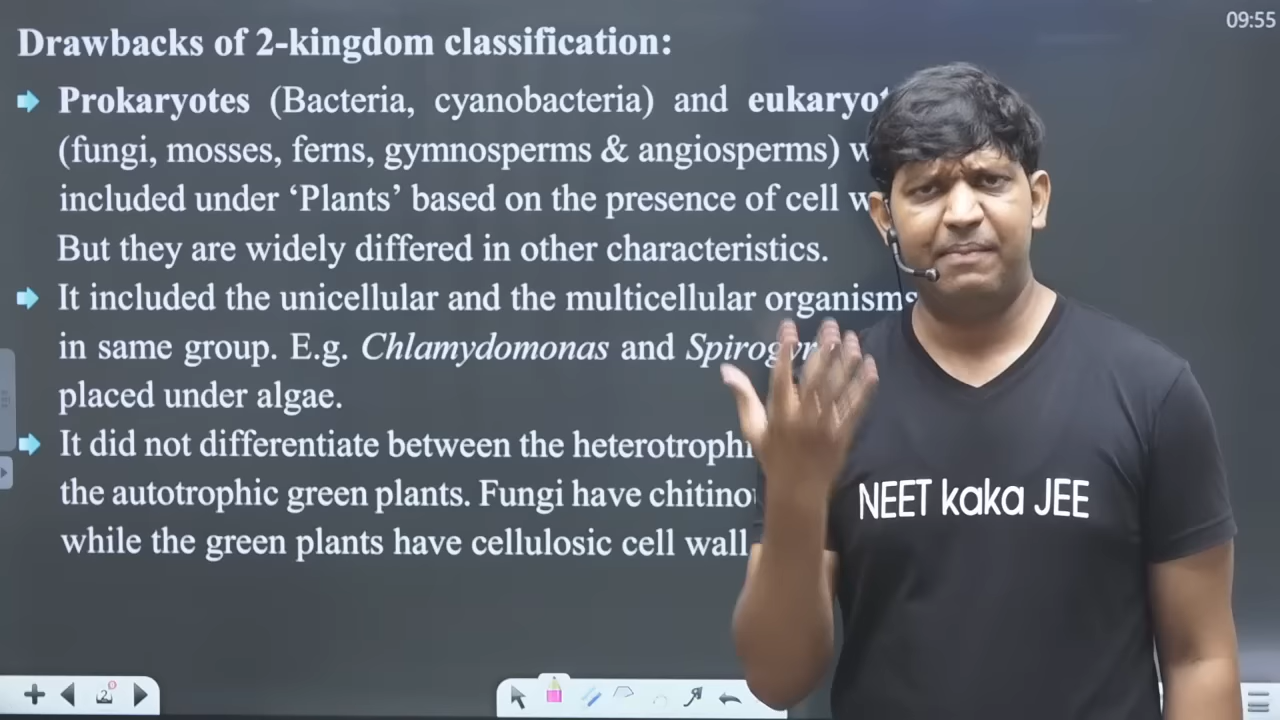 09:55
Drawbacks of 2-kingdom classification:
Prokaryotes (Bacteria, cyanobacteria) and
(fungi, mosses, ferns, gymnosperms & angiosperms)
included under ‘Plants’ based on the presence of cell
But they are widely differed in other characteristics.
It included the unicellular and the multicellular organisms
in same group. E.g. Chlamydomonas and
placed under algae.
It did not differentiate between the
the autotrophic green plants. Fungi have
while the green plants have cellulosic cell wall
NEET kaka JEE
2